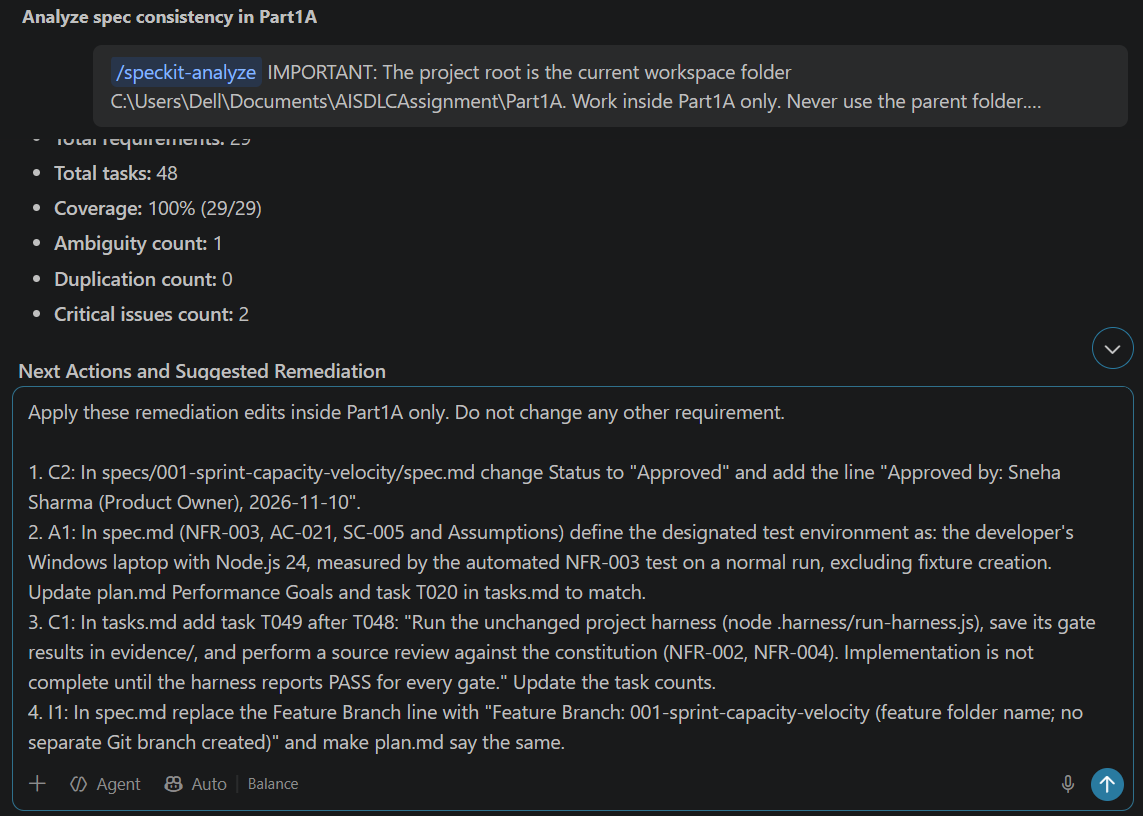 Analyze spec consistency in Part1A
/speckit-analyze IMPORTANT: The project root is the current workspace folder
C:\Users\Dell\Documents\AISDLCAssignment\Part1A. Work inside Part1A only. Never use the parent folder....
• Total requirements: 29
• Total tasks: 48
• Coverage: 100% (29/29)
• Ambiguity count: 1
• Duplication count: 0
• Critical issues count: 2
Next Actions and Suggested Remediation
Apply these remediation edits inside Part1A only. Do not change any other requirement.
1. C2: In specs/001-sprint-capacity-velocity/spec.md change Status to "Approved" and add the line "Approved by: Sneha
Sharma (Product Owner), 2026-11-10".
2. A1: In spec.md (NFR-003, AC-021, SC-005 and Assumptions) define the designated test environment as: the developer's
Windows laptop with Node.js 24, measured by the automated NFR-003 test on a normal run, excluding fixture creation.
Update plan.md Performance Goals and task T020 in tasks.md to match.
3. C1: In tasks.md add task T049 after T048: "Run the unchanged project harness (node .harness/run-harness.js), save its gate
results in evidence/, and perform a source review against the constitution (NFR-002, NFR-004). Implementation is not
complete until the harness reports PASS for every gate." Update the task counts.
4. I1: In spec.md replace the Feature Branch line with "Feature Branch: 001-sprint-capacity-velocity (feature folder name; no
separate Git branch created)" and make plan.md say the same.
Agent Auto Balance